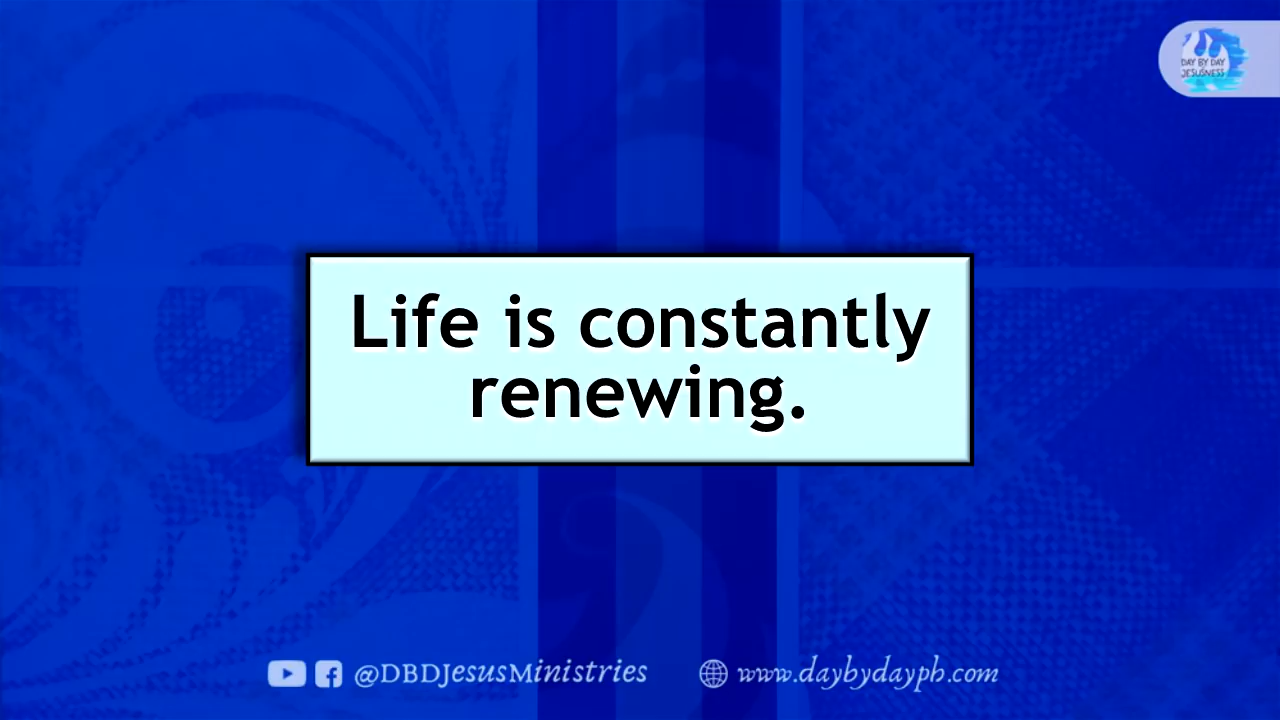 DAY BY DAY
JESUSNESS
Life is constantly
renewing.
@DBDJesusMinistries
www.daybydayph.com